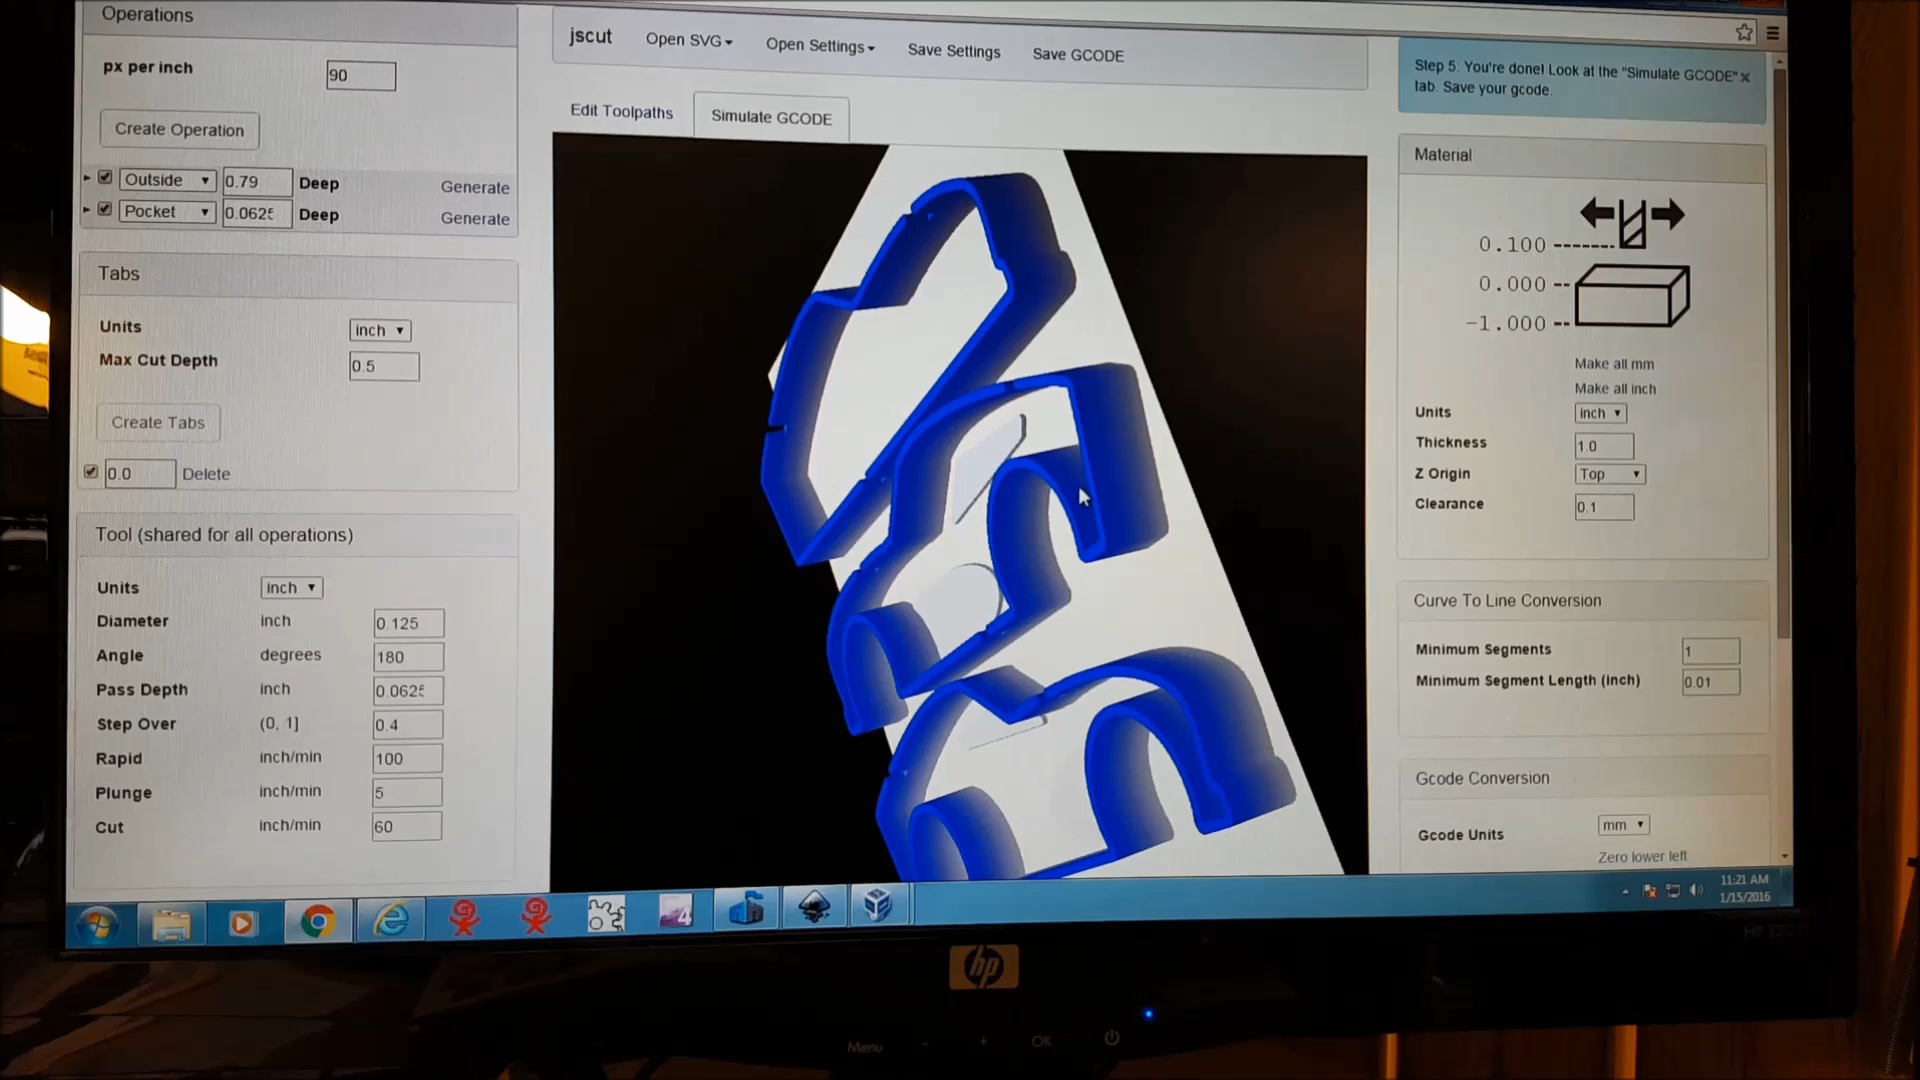 Operations
px per inch 90
Create Operation
Outside 0.79 Deep Generate
Pocket 0.062 Deep Generate
Tabs
Units inch
Max Cut Depth 0.5
Create Tabs
0.0 Delete
Tool (shared for all operations)
Units inch
Diameter inch 0.125
Angle degrees 180
Pass Depth inch 0.062
Step Over (0, 1] 0.4
Rapid inch/min 100
Plunge inch/min 5
Cut inch/min 60
jscut Open SVG Open Settings Save Settings Save GCODE
Edit Toolpaths Simulate GCODE
Step 5: You're done! Look at the "Simulate GCODE"
tab. Save your gcode.
Material
0.100
0.000
-1.000
Make all mm
Make all inch
Units inch
Thickness 1.0
Z Origin Top
Clearance 0.1
Curve To Line Conversion
Minimum Segments 1
Minimum Segment Length (inch) 0.01
Gcode Conversion
Gcode Units mm
Zero lower left
4
11:21 AM
1/15/2016
hp
Menu - + OK